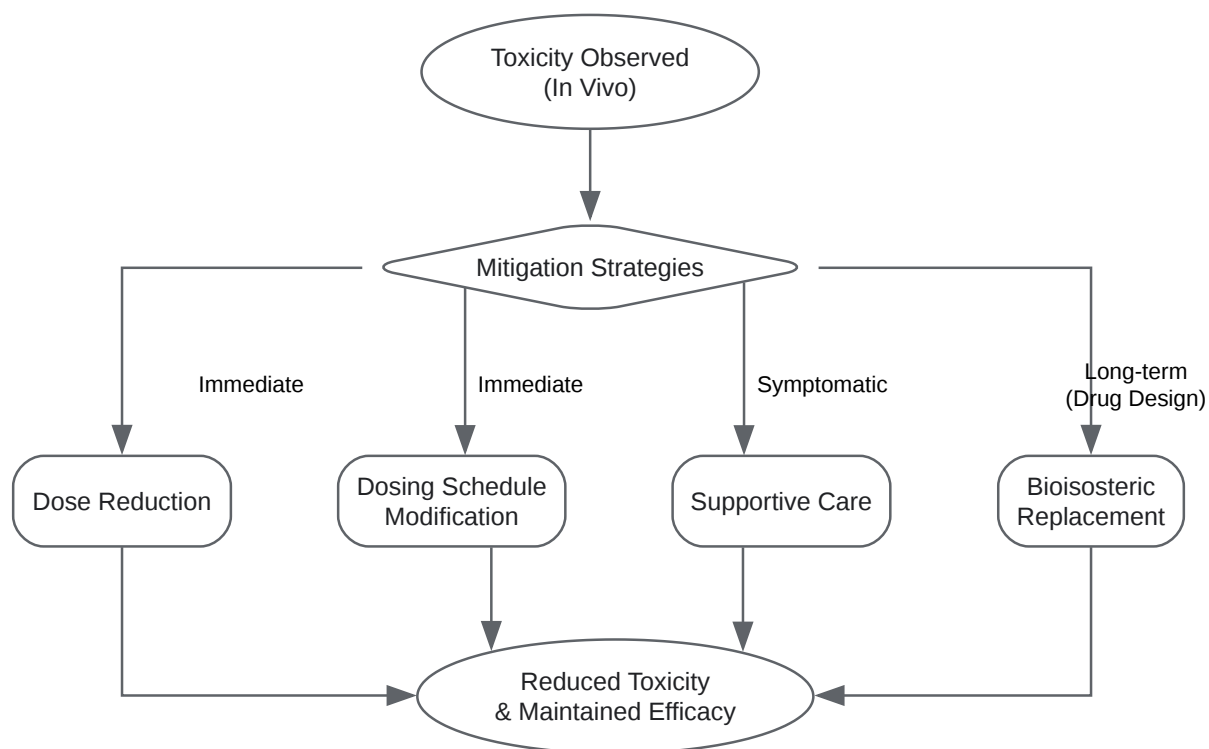 Toxicity Observed
(In Vivo)
Mitigation Strategies
Immediate
Immediate
Symptomatic
Long-term
(Drug Design)
Dose Reduction
Dosing Schedule
Modification
Supportive Care
Bioisosteric
Replacement
Reduced Toxicity
& Maintained Efficacy